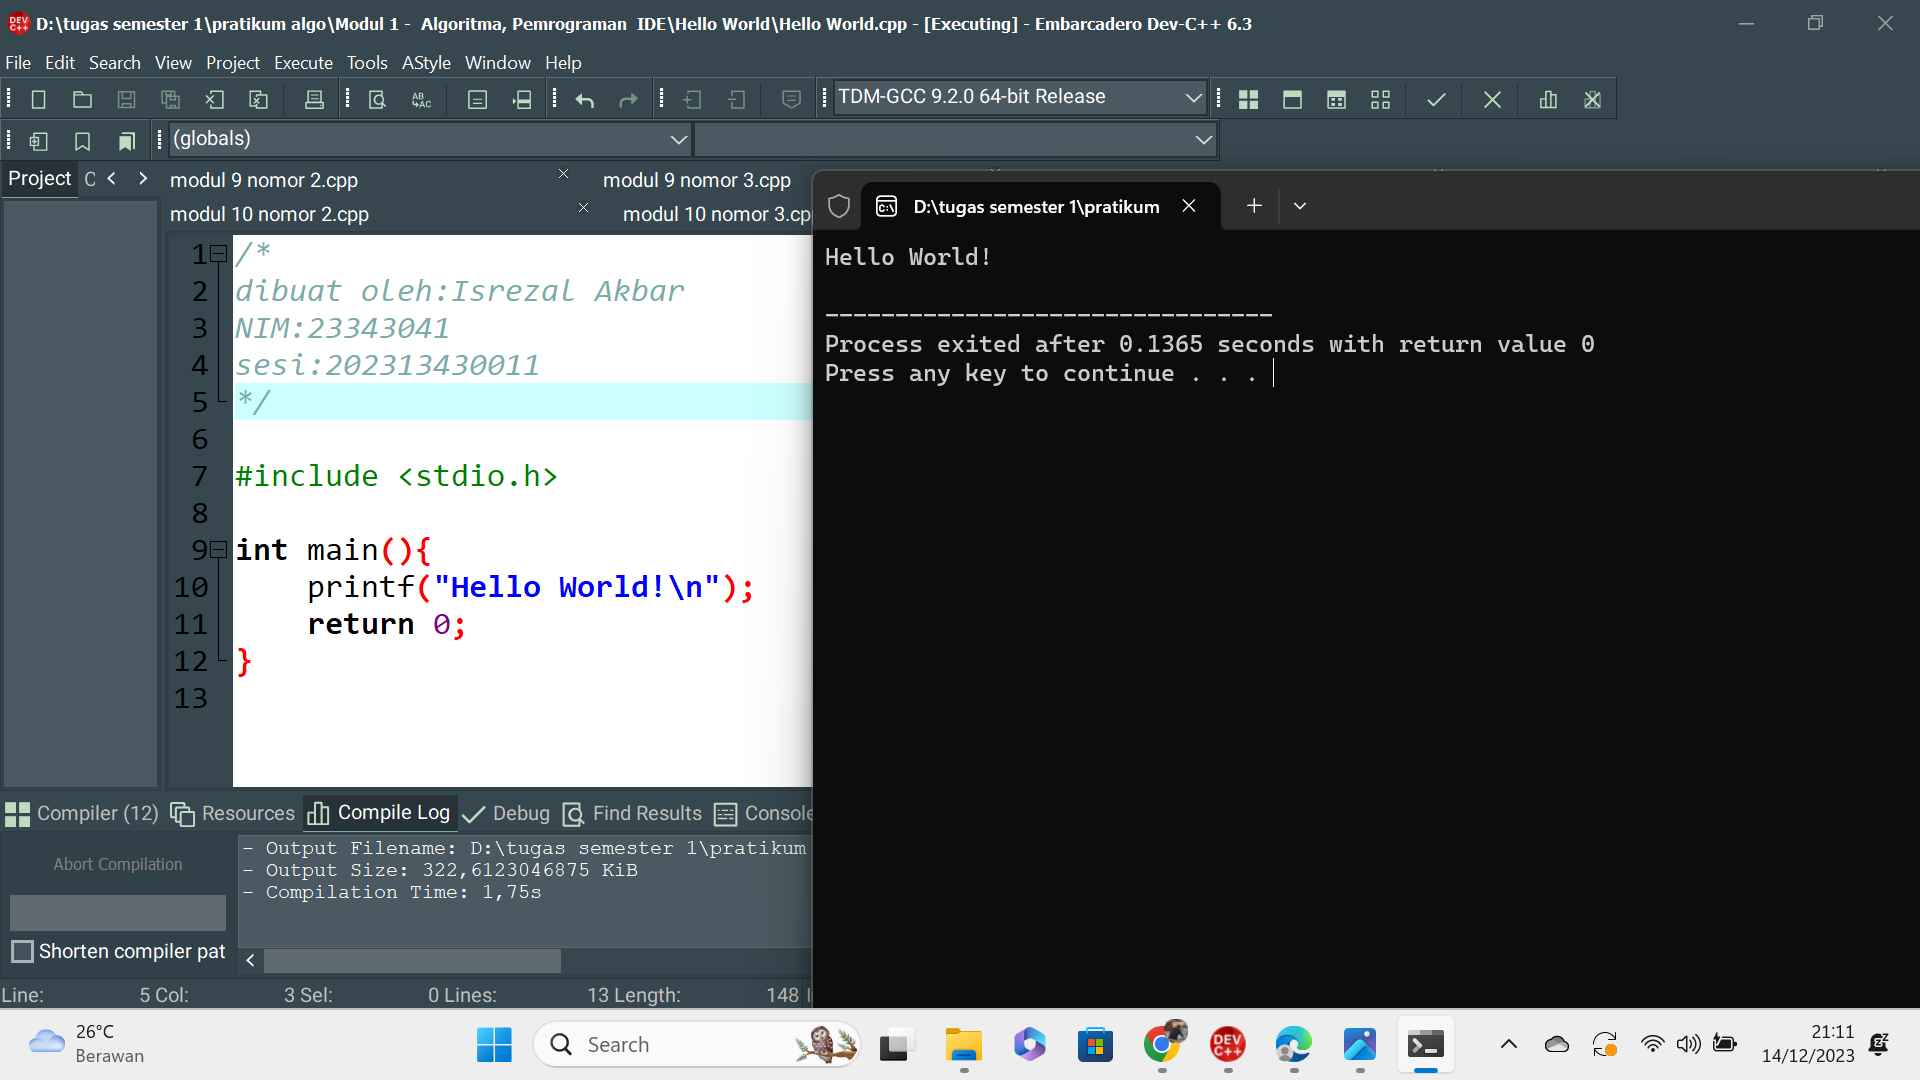 D:\tugas semester 1\pratikum algo\Modul 1 - Algoritma, Pemrograman IDE\Hello World\Hello World.cpp - [Executing] - Embarcadero Dev-C++ 6.3
File Edit Search View Project Execute Tools AStyle Window Help
TDM-GCC 9.2.0 64-bit Release
(globals)
Project
modul 9 nomor 2.cpp
modul 9 nomor 3.cpp
modul 10 nomor 2.cpp
modul 10 nomor 3.cp
1 /*
2 dibuat oleh:Isrezal Akbar
3 NIM:23343041
4 sesi:202313430011
5 */
6
7 #include <stdio.h>
8
9 int main(){
10 printf("Hello World!\n");
11 return 0;
12 }
13
D:\tugas semester 1\pratikum
Hello World!
--------------------------------
Process exited after 0.1365 seconds with return value 0
Press any key to continue . . .
Compiler (12) Resources Compile Log Debug Find Results Console
Abort Compilation
Shorten compiler pat
- Output Filename: D:\tugas semester 1\pratikum
- Output Size: 322,6123046875 KiB
- Compilation Time: 1,75s
Line: 5 Col: 3 Sel: 0 Lines: 13 Length: 148
26°C
Berawan
Search
DEV C++
21:11
14/12/2023